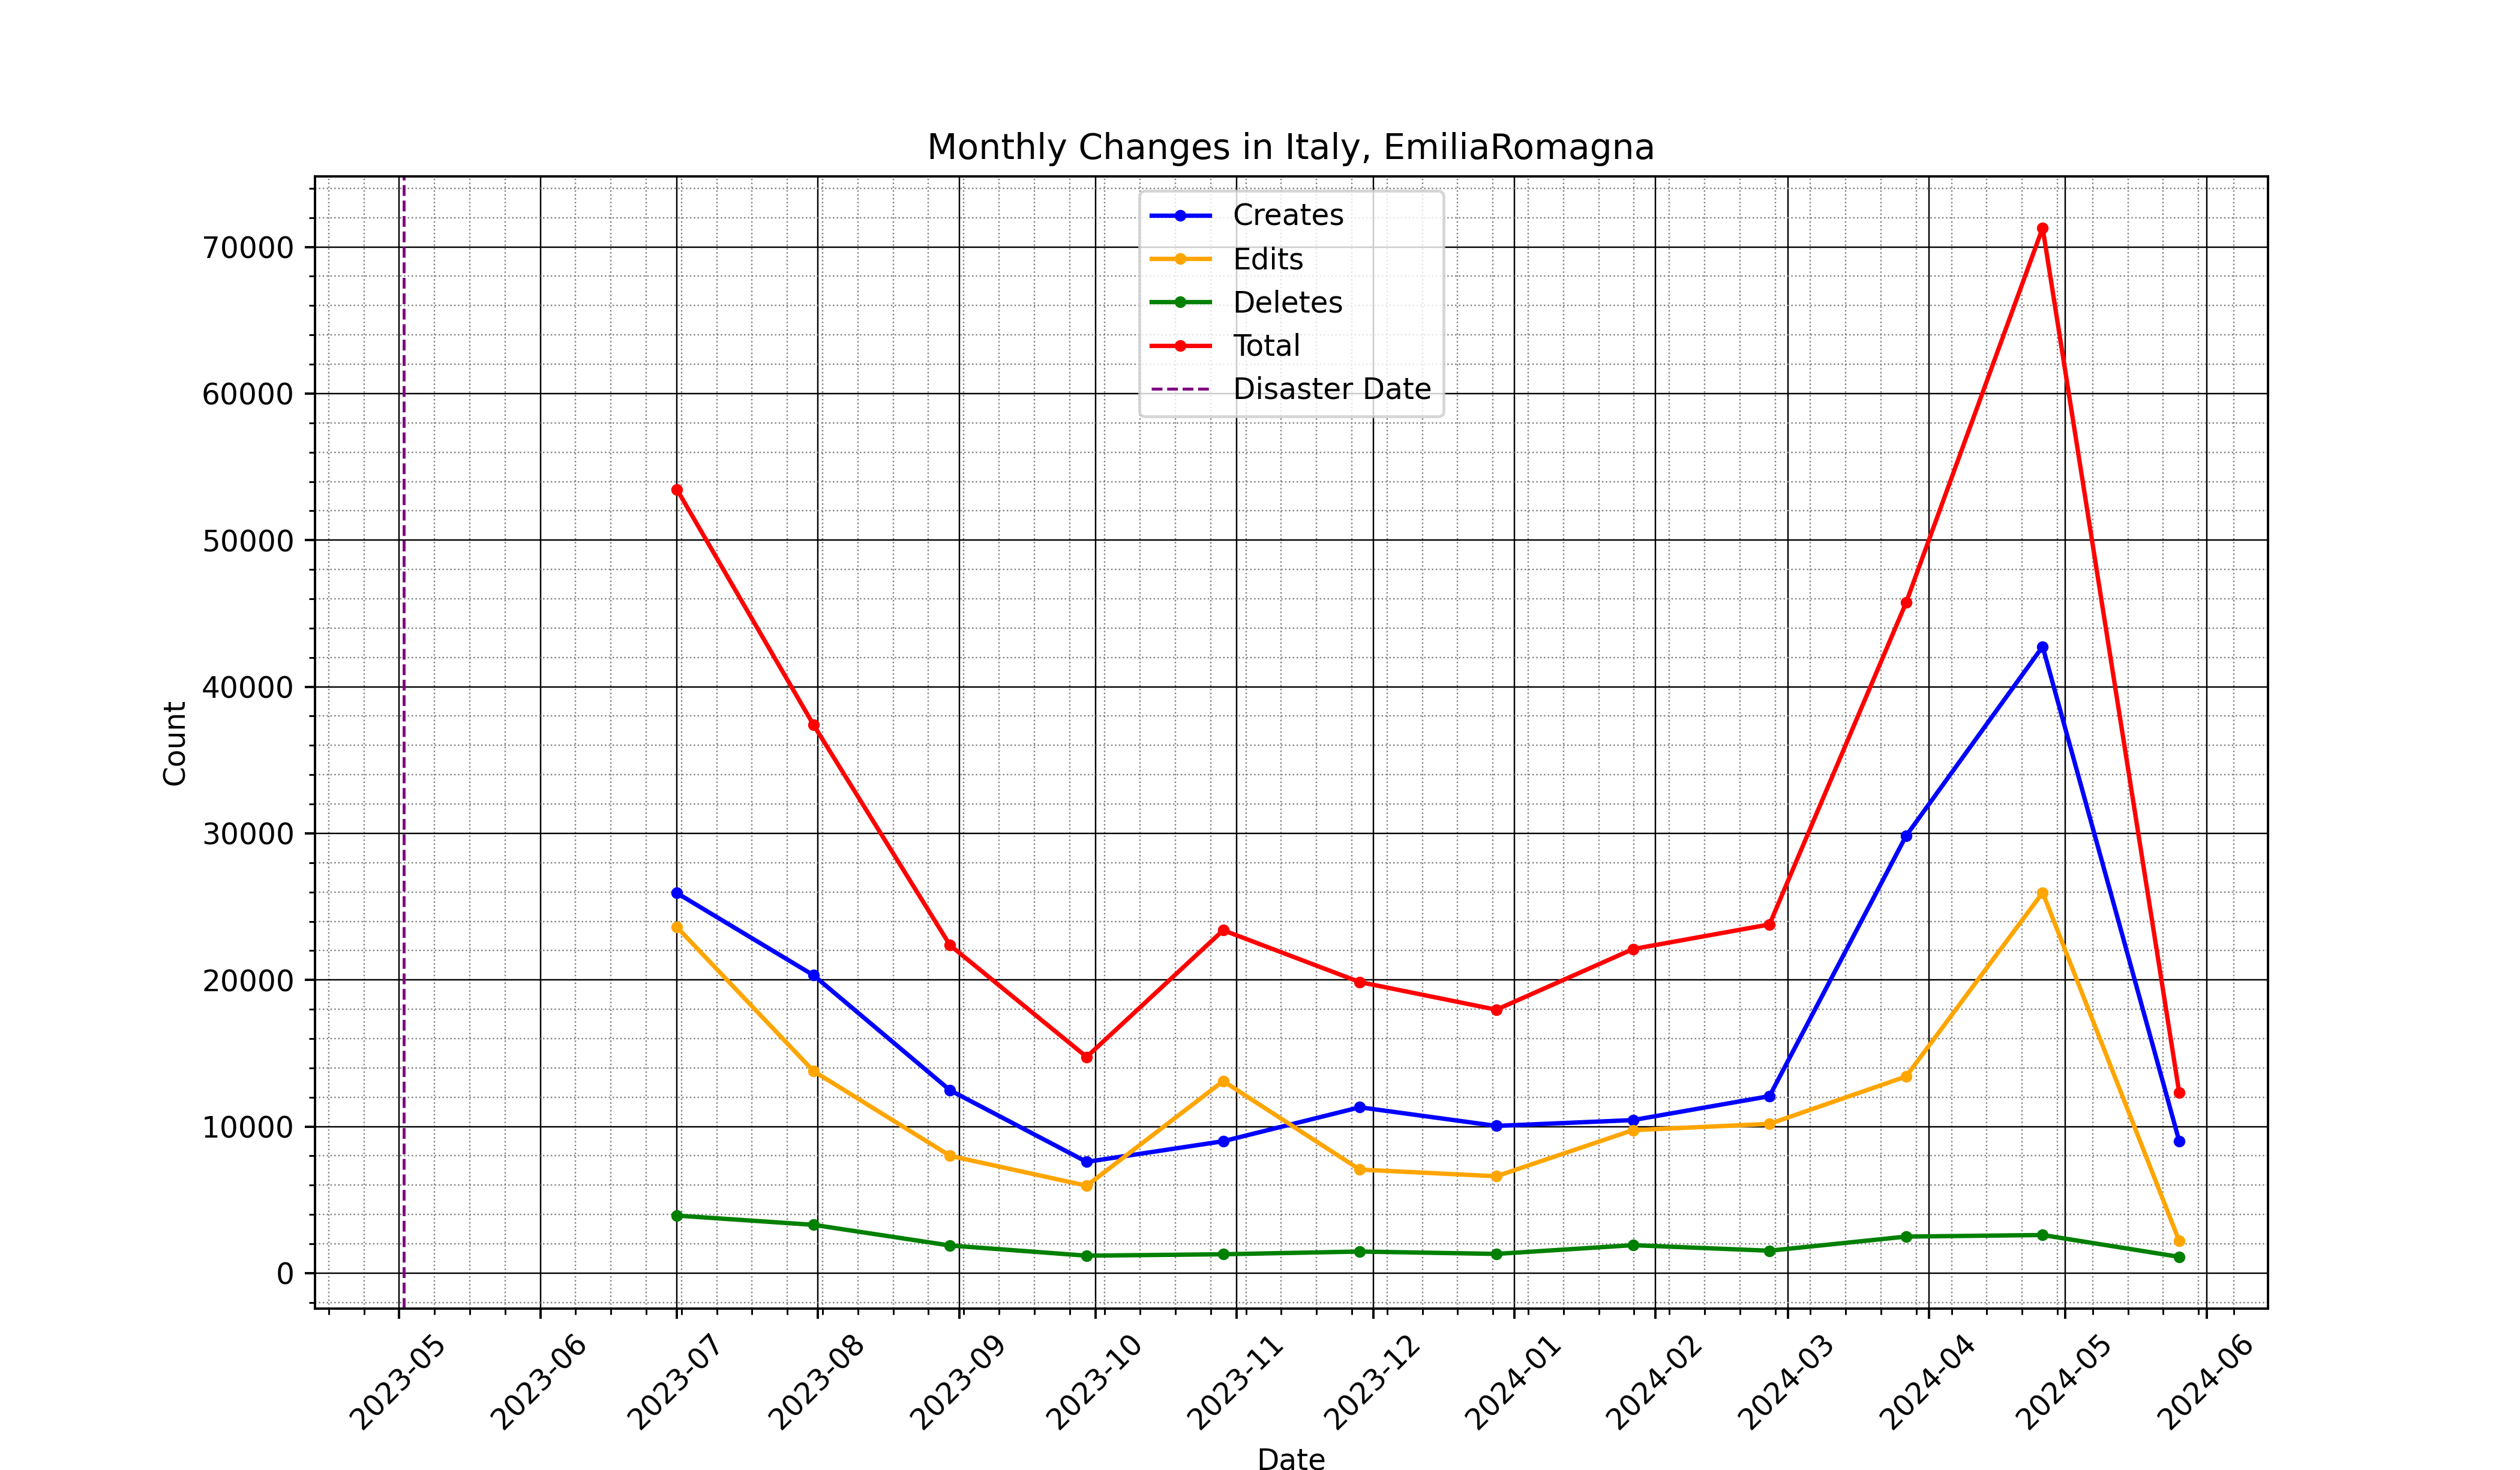 Monthly Changes in Italy, EmiliaRomagna
Creates
Edits
Deletes
Total
Disaster Date
Count
70000
60000
50000
40000
30000
20000
10000
0
2023-05
2023-06
2023-07
2023-08
2023-09
2023-10
2023-11
2023-12
2024-01
2024-02
2024-03
2024-04
2024-05
2024-06
Date